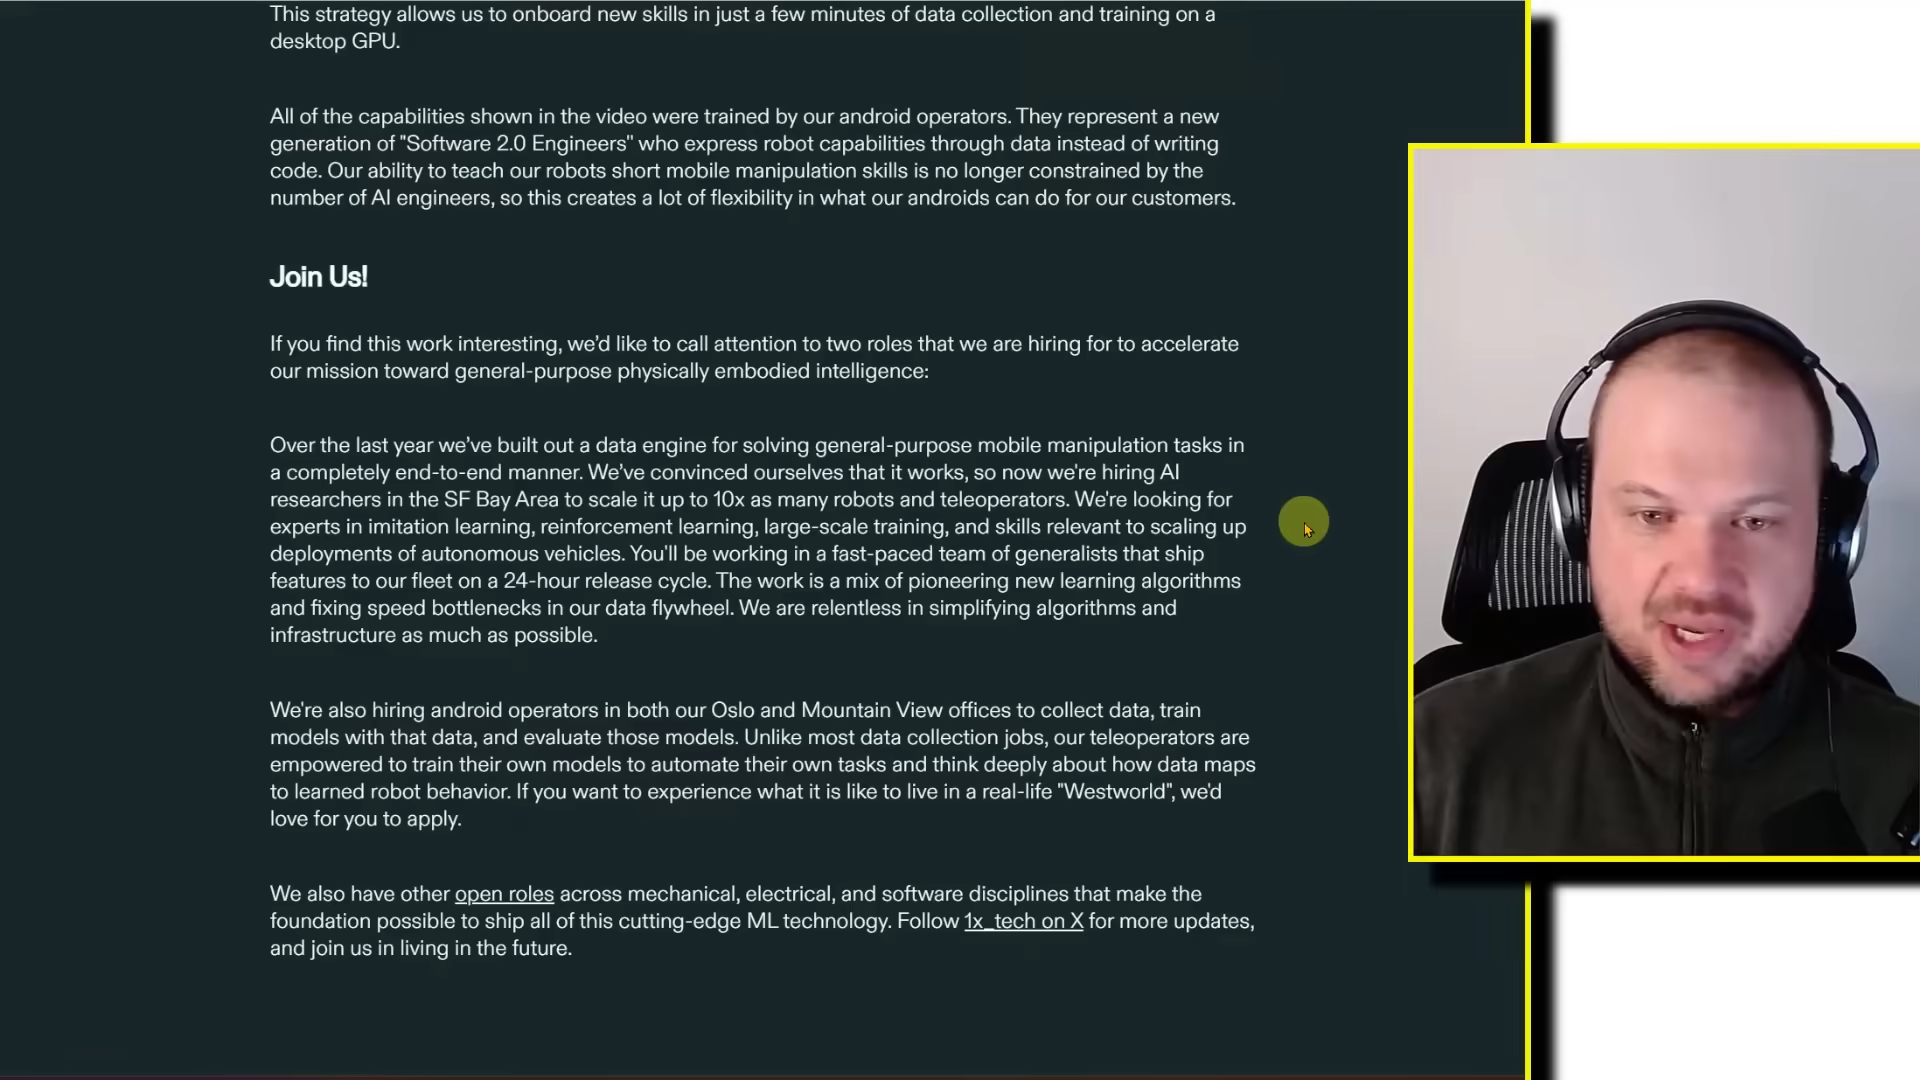 This strategy allows us to onboard new skills in just a few minutes of data collection and training on a
desktop GPU.
All of the capabilities shown in the video were trained by our android operators. They represent a new
generation of "Software 2.0 Engineers" who express robot capabilities through data instead of writing
code. Our ability to teach our robots short mobile manipulation skills is no longer constrained by the
number of AI engineers, so this creates a lot of flexibility in what our androids can do for our customers.
Join Us!
If you find this work interesting, we'd like to call attention to two roles that we are hiring for to accelerate
our mission toward general-purpose physically embodied intelligence:
Over the last year we've built out a data engine for solving general-purpose mobile manipulation tasks in
a completely end-to-end manner. We've convinced ourselves that it works, so now we're hiring AI
researchers in the SF Bay Area to scale it up to 10x as many robots and teleoperators. We're looking for
experts in imitation learning, reinforcement learning, large-scale training, and skills relevant to scaling up
deployments of autonomous vehicles. You'll be working in a fast-paced team of generalists that ship
features to our fleet on a 24-hour release cycle. The work is a mix of pioneering new learning algorithms
and fixing speed bottlenecks in our data flywheel. We are relentless in simplifying algorithms and
infrastructure as much as possible.
We're also hiring android operators in both our Oslo and Mountain View offices to collect data, train
models with that data, and evaluate those models. Unlike most data collection jobs, our teleoperators are
empowered to train their own models to automate their own tasks and think deeply about how data maps
to learned robot behavior. If you want to experience what it is like to live in a real-life "Westworld", we'd
love for you to apply.
We also have other open roles across mechanical, electrical, and software disciplines that make the
foundation possible to ship all of this cutting-edge ML technology. Follow 1x_tech on X for more updates,
and join us in living in the future.